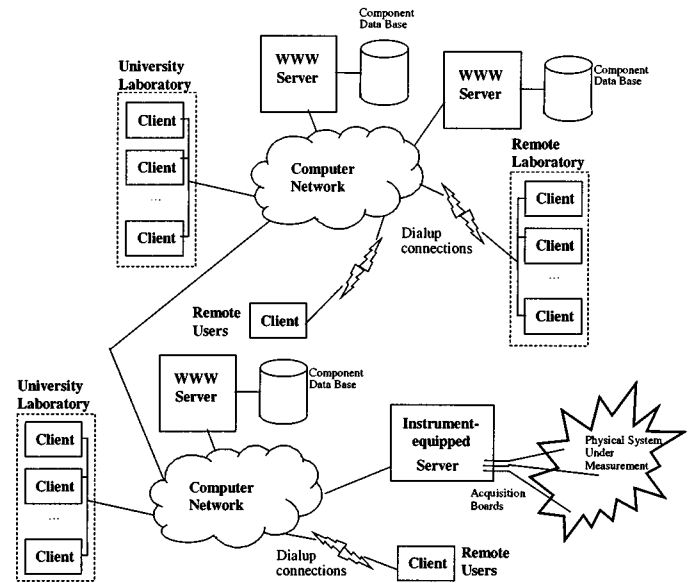 Component
Data Base
WWW
Server
WWW
Server
Component
Data Base
University
Laboratory
Client
Client
...
Client
Computer
Network
Remote
Laboratory
Client
Client
...
Client
Dialup
connections
Remote
Users
Client
WWW
Server
Component
Data Base
University
Laboratory
Client
Client
...
Client
Computer
Network
Instrument-
equipped
Server
Physical System
Under
Measurement
Acquisition
Boards
Dialup
connections
Client
Remote
Users